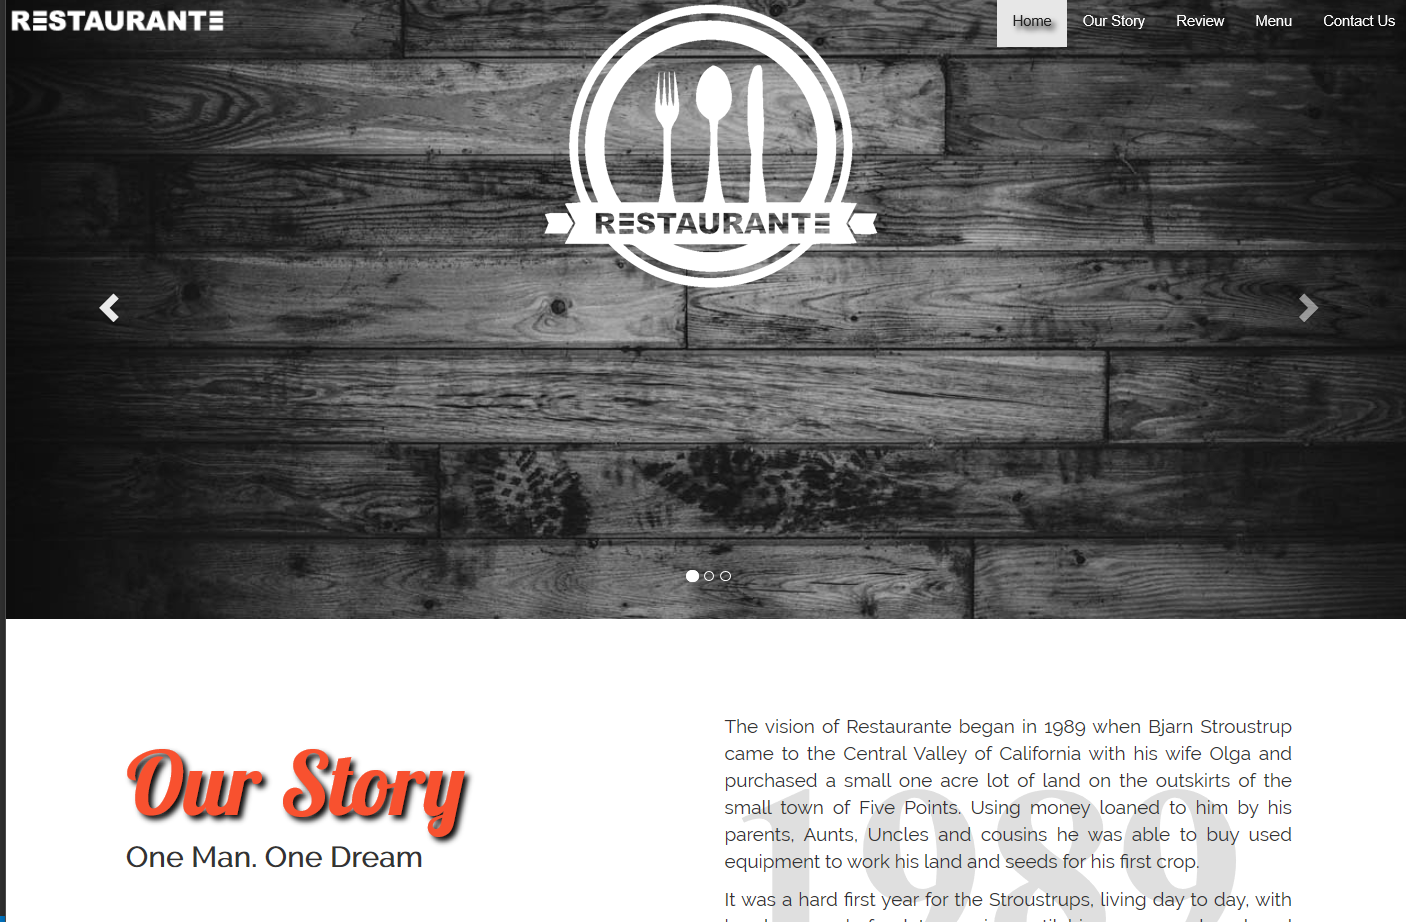 RESTAURANTE
Home Our Story Review Menu Contact Us
RESTAURANTE
Our Story
One Man. One Dream
The vision of Restaurante began in 1989 when Bjarn Stroustrup
came to the Central Valley of California with his wife Olga and
purchased a small one acre lot of land on the outskirts of the
small town of Five Points. Using money loaned to him by his
parents, Aunts, Uncles and cousins he was able to buy used
equipment to work his land and seeds for his first crop.
It was a hard first year for the Stroustrups, living day to day, with
1989